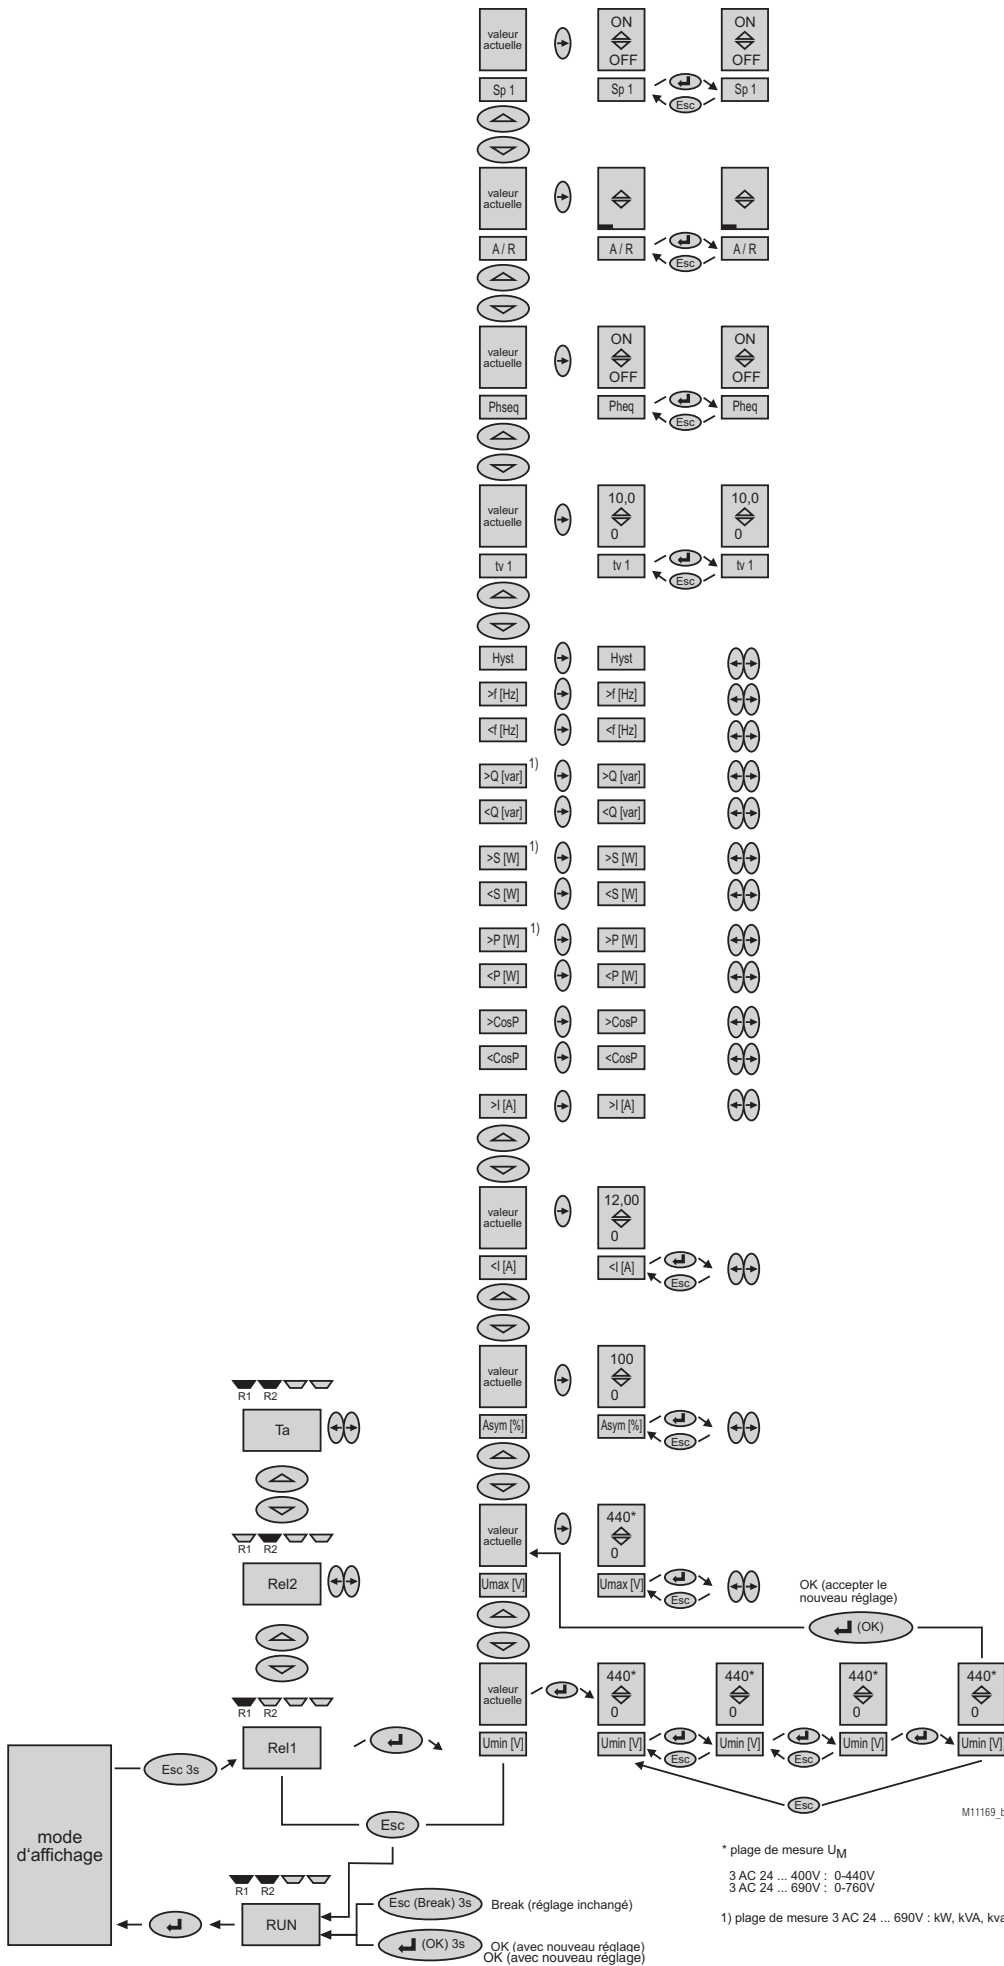 valeur
actuelle
ON
OFF
ON
OFF
Sp 1
Sp 1
Esc
Sp 1
valeur
actuelle
A / R
A / R
Esc
A / R
valeur
actuelle
ON
OFF
ON
OFF
Phseq
Pheq
Esc
Pheq
valeur
actuelle
10,0
0
10,0
0
tv 1
tv 1
Esc
tv 1
Hyst
Hyst
>f [Hz]
>f [Hz]
<f [Hz]
<f [Hz]
>Q [var] 1)
>Q [var]
<Q [var]
<Q [var]
>S [W] 1)
>S [W]
<S [W]
<S [W]
>P [W] 1)
>P [W]
<P [W]
<P [W]
>CosP
>CosP
<CosP
<CosP
>I [A]
>I [A]
valeur
actuelle
12,00
0
<I [A]
<I [A]
Esc
valeur
actuelle
100
0
Asym [%]
Asym [%]
Esc
R1 R2
Ta
valeur
actuelle
440*
0
Umax [V]
Umax [V]
Esc
R1 R2
Rel2
OK (accepter le
nouveau réglage)
(OK)
valeur
actuelle
440*
0
440*
0
440*
0
440*
0
Umin [V]
Umin [V]
Esc
Umin [V]
Esc
Umin [V]
Umin [V]
Esc
R1 R2
Rel1
Esc 3s
Esc
mode
d'affichage
R1 R2
RUN
Esc (Break) 3s
Break (réglage inchangé)
(OK) 3s
OK (avec nouveau réglage)
OK (avec nouveau réglage)
M11169_b
* plage de mesure UM
3 AC 24 ... 400V : 0-440V
3 AC 24 ... 690V : 0-760V
1) plage de mesure 3 AC 24 ... 690V : kW, kVA, kva